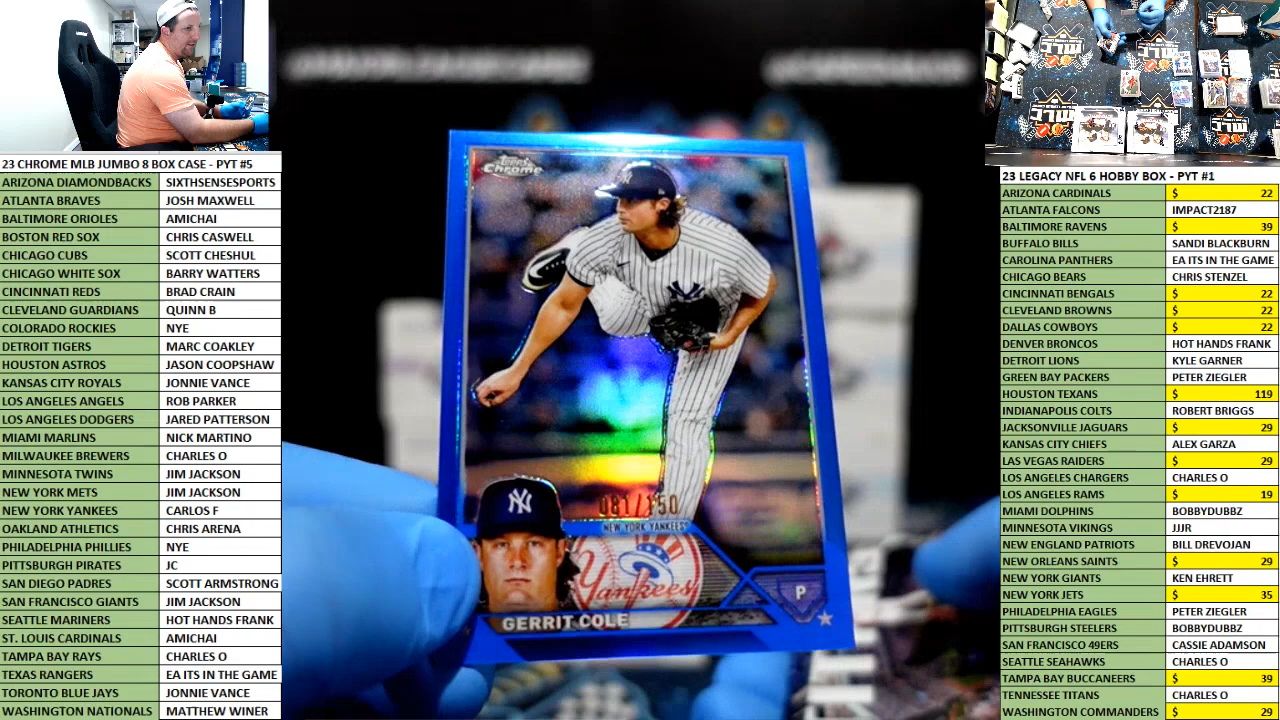 23 CHROME MLB JUMBO 8 BOX CASE - PYT #5
ARIZONA DIAMONDBACKS SIXTHSENSESPORTS
ATLANTA BRAVES JOSH MAXWELL
BALTIMORE ORIOLES AMICHAI
BOSTON RED SOX CHRIS CASWELL
CHICAGO CUBS SCOTT CHESHUL
CHICAGO WHITE SOX BARRY WATTERS
CINCINNATI REDS BRAD CRAIN
CLEVELAND GUARDIANS QUINN B
COLORADO ROCKIES NYE
DETROIT TIGERS MARC COAKLEY
HOUSTON ASTROS JASON COOPSHAW
KANSAS CITY ROYALS JONNIE VANCE
LOS ANGELES ANGELS ROB PARKER
LOS ANGELES DODGERS JARED PATTERSON
MIAMI MARLINS NICK MARTINO
MILWAUKEE BREWERS CHARLES O
MINNESOTA TWINS JIM JACKSON
NEW YORK METS JIM JACKSON
NEW YORK YANKEES CARLOS F
OAKLAND ATHLETICS CHRIS ARENA
PHILADELPHIA PHILLIES NYE
PITTSBURGH PIRATES JC
SAN DIEGO PADRES SCOTT ARMSTRONG
SAN FRANCISCO GIANTS JIM JACKSON
SEATTLE MARINERS HOT HANDS FRANK
ST. LOUIS CARDINALS AMICHAI
TAMPA BAY RAYS CHARLES O
TEXAS RANGERS EA ITS IN THE GAME
TORONTO BLUE JAYS JONNIE VANCE
WASHINGTON NATIONALS MATTHEW WINER
Topps
Chrome
081/150
NEW YORK YANKEES
Yankees
P
GERRIT COLE
23 LEGACY NFL 6 HOBBY BOX - PYT #1
ARIZONA CARDINALS $ 22
ATLANTA FALCONS IMPACT2187
BALTIMORE RAVENS $ 39
BUFFALO BILLS SANDI BLACKBURN
CAROLINA PANTHERS EA ITS IN THE GAME
CHICAGO BEARS CHRIS STENZEL
CINCINNATI BENGALS $ 22
CLEVELAND BROWNS $ 22
DALLAS COWBOYS $ 22
DENVER BRONCOS HOT HANDS FRANK
DETROIT LIONS KYLE GARNER
GREEN BAY PACKERS PETER ZIEGLER
HOUSTON TEXANS $ 119
INDIANAPOLIS COLTS ROBERT BRIGGS
JACKSONVILLE JAGUARS $ 29
KANSAS CITY CHIEFS ALEX GARZA
LAS VEGAS RAIDERS $ 29
LOS ANGELES CHARGERS CHARLES O
LOS ANGELES RAMS $ 19
MIAMI DOLPHINS BOBBYDUBBZ
MINNESOTA VIKINGS JJJR
NEW ENGLAND PATRIOTS BILL DREVOJAN
NEW ORLEANS SAINTS $ 29
NEW YORK GIANTS KEN EHRETT
NEW YORK JETS $ 35
PHILADELPHIA EAGLES PETER ZIEGLER
PITTSBURGH STEELERS BOBBYDUBBZ
SAN FRANCISCO 49ERS CASSIE ADAMSON
SEATTLE SEAHAWKS CHARLES O
TAMPA BAY BUCCANEERS $ 39
TENNESSEE TITANS CHARLES O
WASHINGTON COMMANDERS $ 29